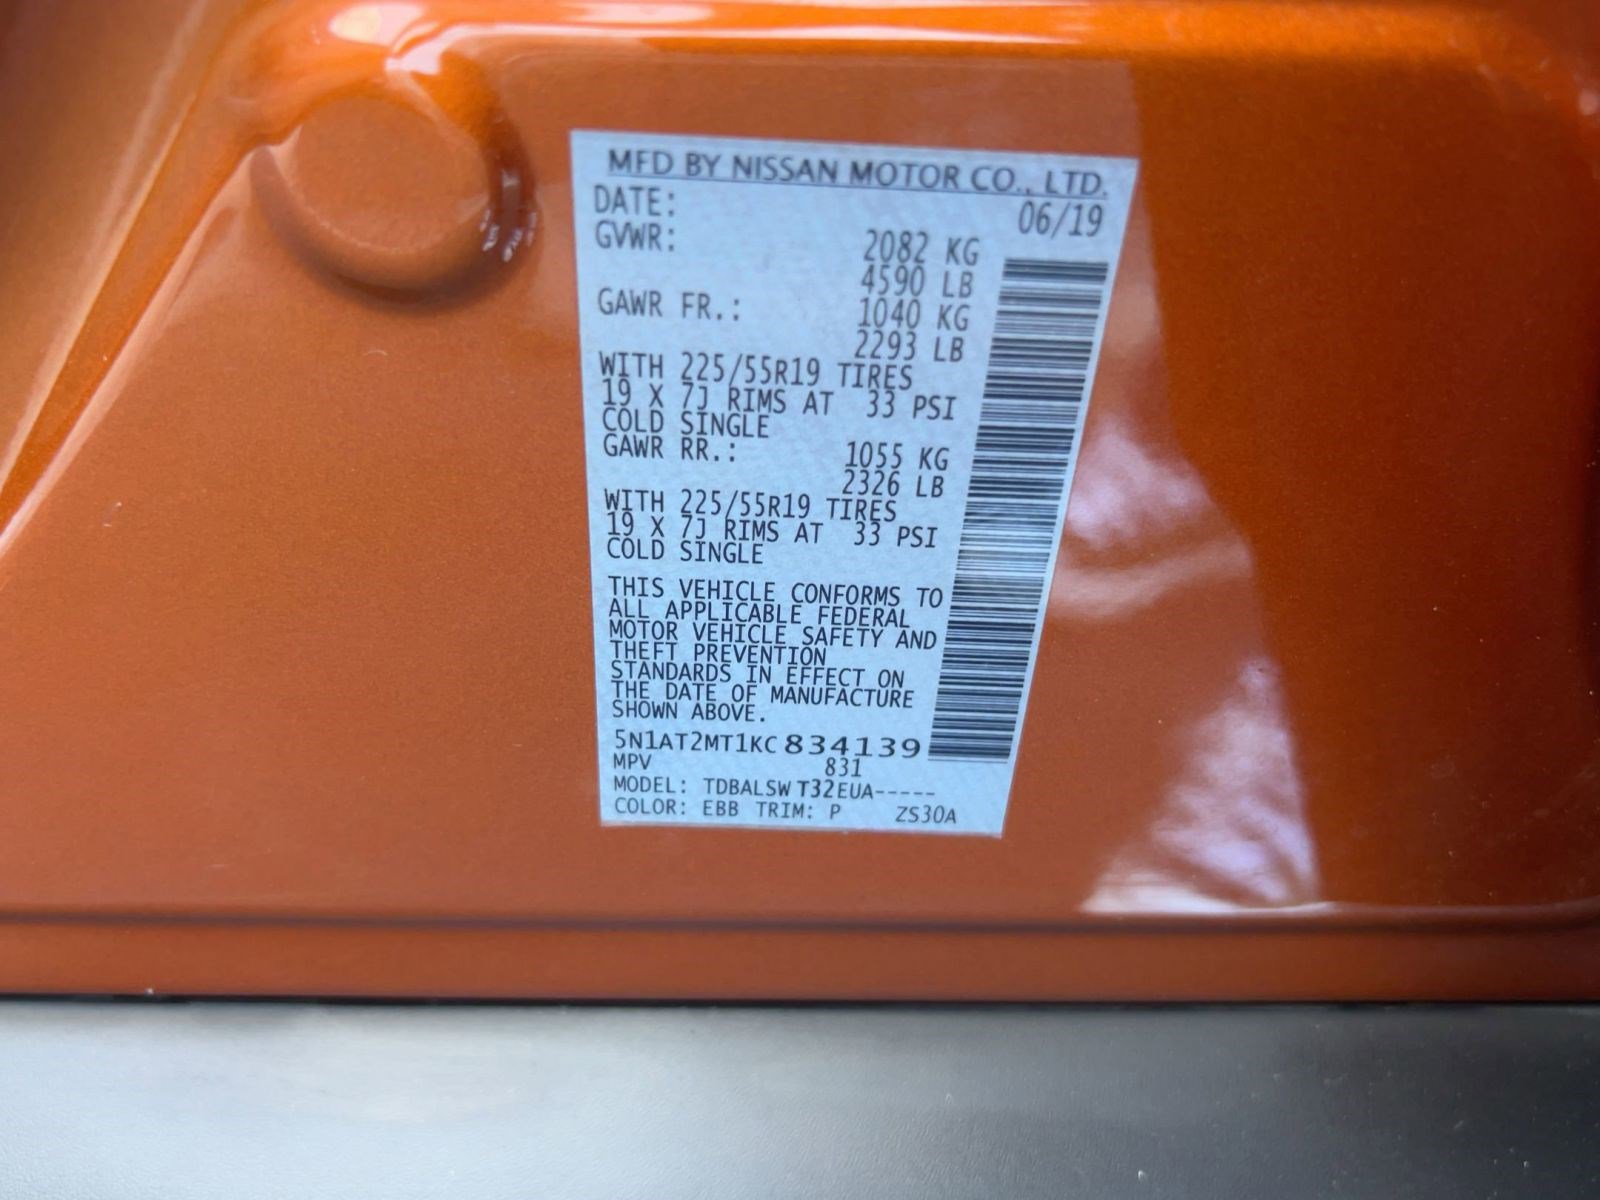 MFD BY NISSAN MOTOR CO., LTD.
DATE: 06/19
GVWR: 2082 KG
4590 LB
GAWR FR.: 1040 KG
2293 LB
WITH 225/55R19 TIRES
19 X 7J RIMS AT 33 PSI
COLD SINGLE
GAWR RR.: 1055 KG
2326 LB
WITH 225/55R19 TIRES
19 X 7J RIMS AT 33 PSI
COLD SINGLE
THIS VEHICLE CONFORMS TO
ALL APPLICABLE FEDERAL
MOTOR VEHICLE SAFETY AND
THEFT PREVENTION
STANDARDS IN EFFECT ON
THE DATE OF MANUFACTURE
SHOWN ABOVE.
5N1AT2MT1KC834139
MPV 831
MODEL: TDBALSW T32EUA-----
COLOR: EBB TRIM: P ZS30A